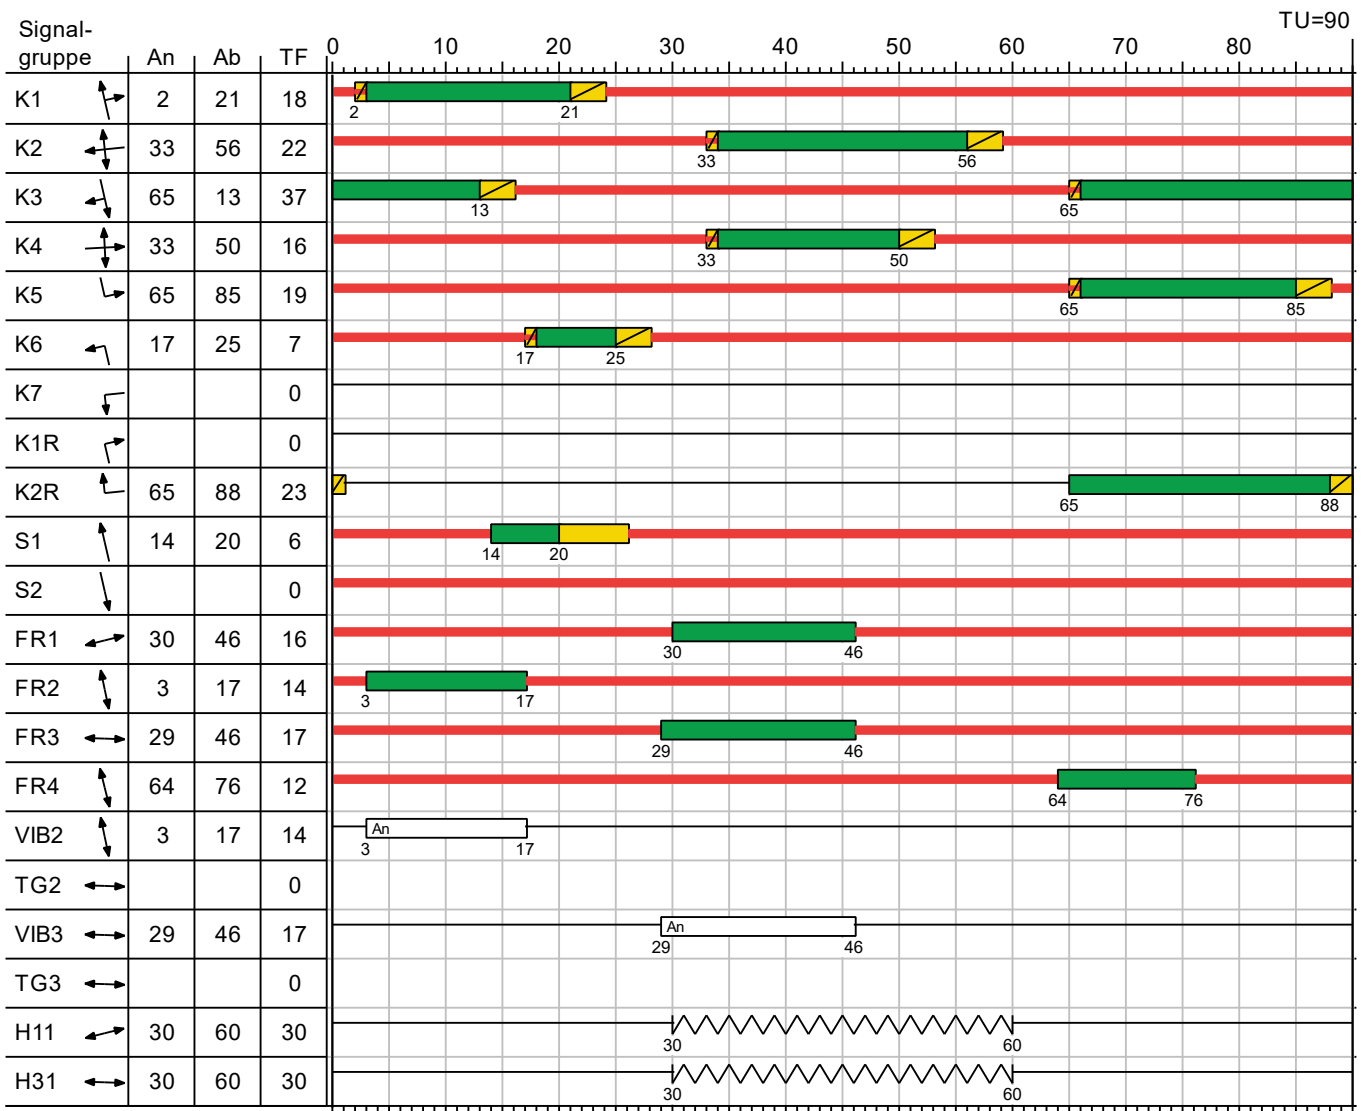 TU=90
Signal-
gruppe An Ab TF 0 10 20 30 40 50 60 70 80
K1 2 21 18
2 21
K2 33 56 22
33 56
K3 65 13 37
13 65
K4 33 50 16
33 50
K5 65 85 19
65 85
K6 17 25 7
17 25
K7 0
K1R 0
K2R 65 88 23
65 88
S1 14 20 6
14 20
S2 0
FR1 30 46 16
30 46
FR2 3 17 14
3 17
FR3 29 46 17
29 46
FR4 64 76 12
64 76
VIB2 3 17 14 An
3 17
TG2 0
VIB3 29 46 17 An
29 46
TG3 0
H11 30 60 30
30 60
H31 30 60 30
30 60